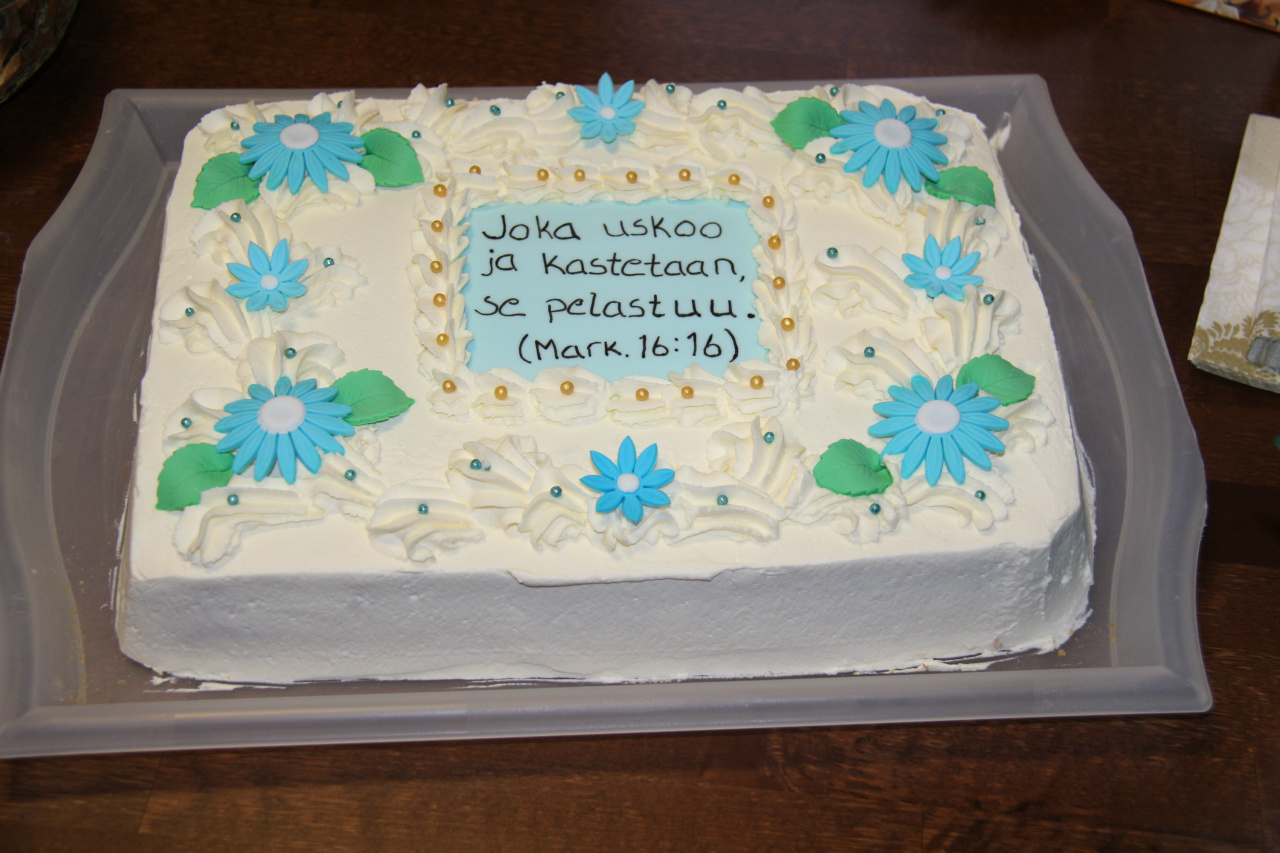 Joka uskoo
ja kastetaan,
se pelastuu.
(Mark. 16:16)